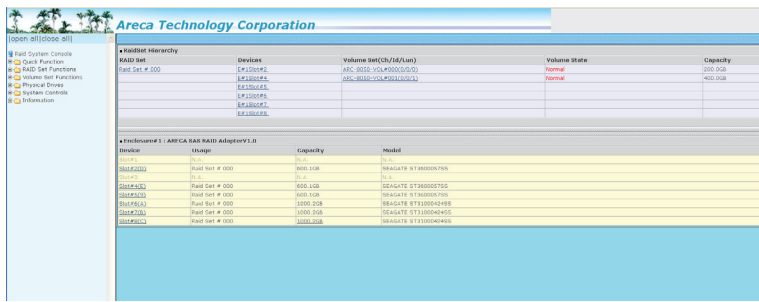 Areca Technology Corporation
|open all|close all|
Raid System Console
Quick Function
RAID Set Functions
Volume Set Functions
Physical Drives
System Controls
Information
RaidSet Hierarchy
RAID Set Devices Volume Set(Ch/Id/Lun) Volume State Capacity
Raid Set # 000 E#1Slot#2 ARC-8050-VOL#000(0/0/0) Normal 200.0GB
E#1Slot#4 ARC-8050-VOL#001(0/0/1) Normal 400.0GB
E#1Slot#5
E#1Slot#6
E#1Slot#7
E#1Slot#8
Enclosure#1 : ARECA SAS RAID AdapterV1.0
Device Usage Capacity Model
Slot#1 N.A. N.A. N.A.
Slot#2(D) Raid Set # 000 600.1GB SEAGATE ST3600057SS
Slot#3 N.A. N.A. N.A.
Slot#4(E) Raid Set # 000 600.1GB SEAGATE ST3600057SS
Raid Set # 000 600.1GB SEAGATE ST3600057SS
Slot#6(A) Raid Set # 000 1000.2GB SEAGATE ST31000424SS
Slot#7(B) Raid Set # 000 1000.2GB SEAGATE ST31000424SS
Slot#8(C) Raid Set # 000 1000.2GB SEAGATE ST31000424SS